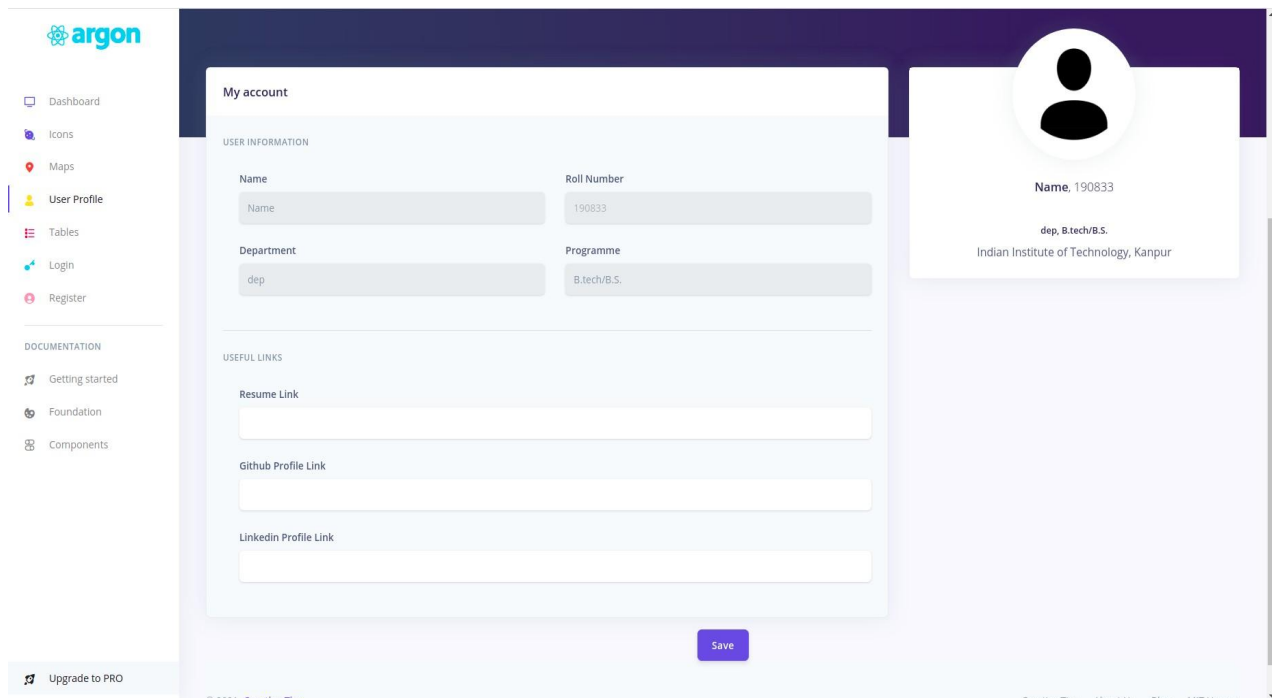 argon
Dashboard
Icons
Maps
User Profile
Tables
Login
Register
DOCUMENTATION
Getting started
Foundation
Components
Upgrade to PRO
My account
USER INFORMATION
Name Roll Number
Name 190833
Department Programme
dep B.tech/B.S.
USEFUL LINKS
Resume Link
Github Profile Link
Linkedin Profile Link
Save
Name, 190833
dep, B.tech/B.S.
Indian Institute of Technology, Kanpur